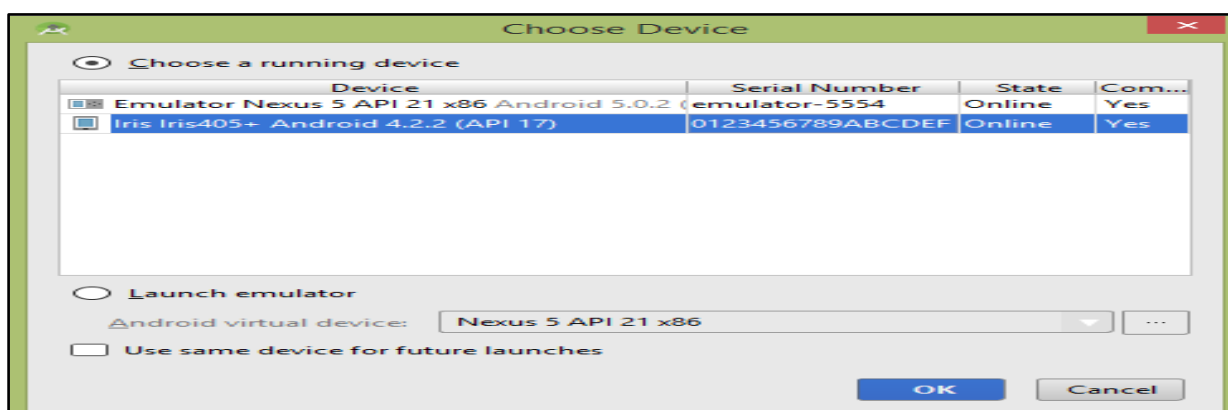 Choose Device
Choose a running device
Device Serial Number State Com...
Emulator Nexus 5 API 21 x86 Android 5.0.2 ( emulator-5554 Online Yes
Iris Iris405+ Android 4.2.2 (API 17) 0123456789ABCDEF Online Yes
Launch emulator
Android virtual device: Nexus 5 API 21 x86 ...
Use same device for future launches
OK Cancel